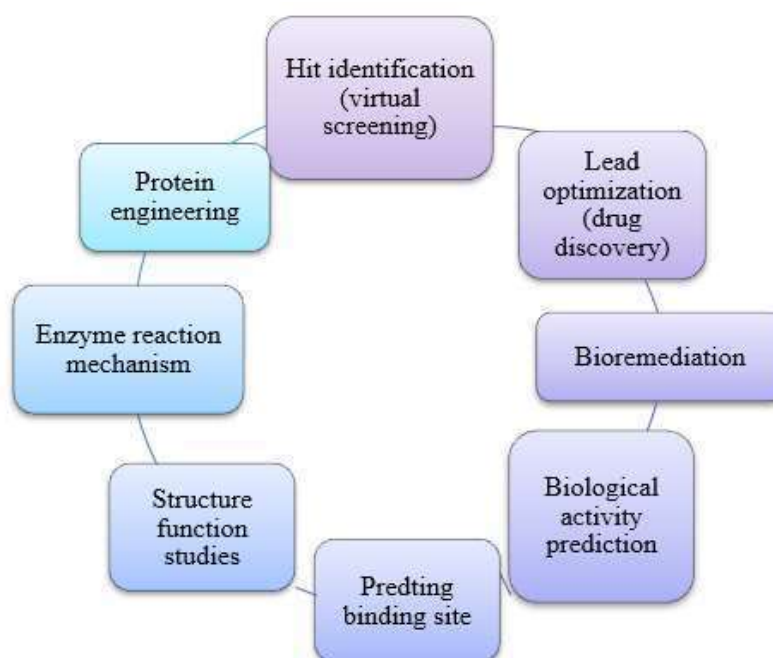 Hit identification
(virtual
screening)
Lead
optimization
(drug
discovery)
Bioremediation
Biological
activity
prediction
Predting
binding site
Structure
function
studies
Enzyme reaction
mechanism
Protein
engineering